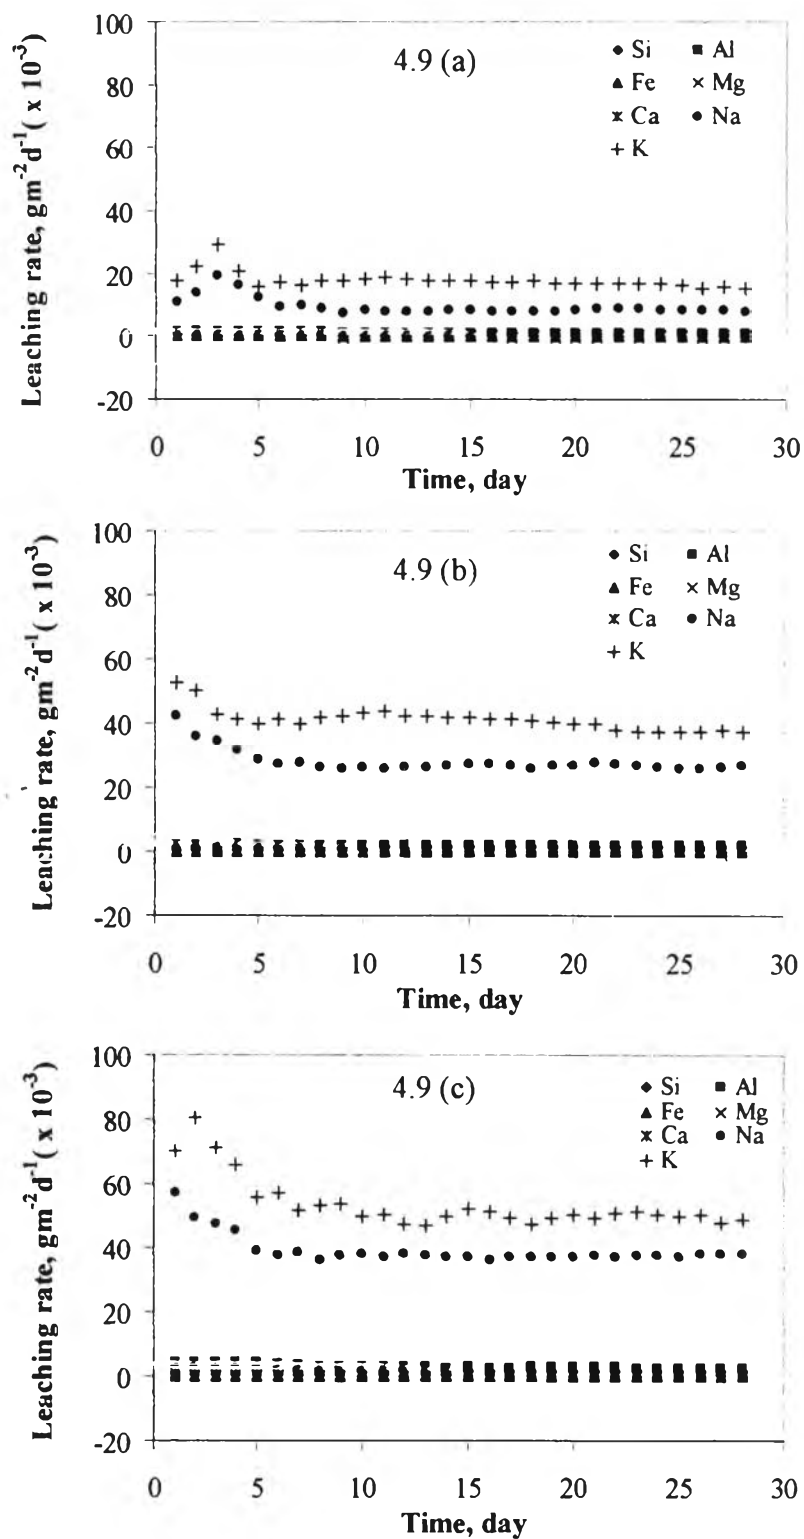 4.9 (a)
Si Al
Fe Mg
Ca Na
K
Leaching rate, gm⁻²d⁻¹( x 10⁻³)
100
80
60
40
20
0
-20
0 5 10 15 20 25 30
Time, day
4.9 (b)
Si Al
Fe Mg
Ca Na
K
Leaching rate, gm⁻²d⁻¹( x 10⁻³)
100
80
60
40
20
0
-20
0 5 10 15 20 25 30
Time, day
4.9 (c)
Si Al
Fe Mg
Ca Na
K
Leaching rate, gm⁻²d⁻¹( x 10⁻³)
100
80
60
40
20
0
-20
0 5 10 15 20 25 30
Time, day